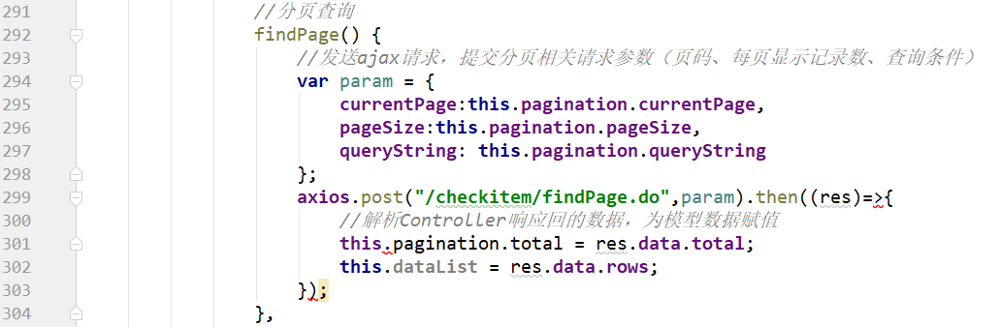 291 //分页查询
292 findPage() {
293 //发送ajax请求，提交分页相关请求参数（页码、每页显示记录数、查询条件）
294 var param = {
295 currentPage:this.pagination.currentPage,
296 pageSize:this.pagination.pageSize,
297 queryString: this.pagination.queryString
298 };
299 axios.post("/checkitem/findPage.do",param).then((res)=>{
300 //解析Controller响应回的数据，为模型数据赋值
301 this.pagination.total = res.data.total;
302 this.dataList = res.data.rows;
303 });
304 },